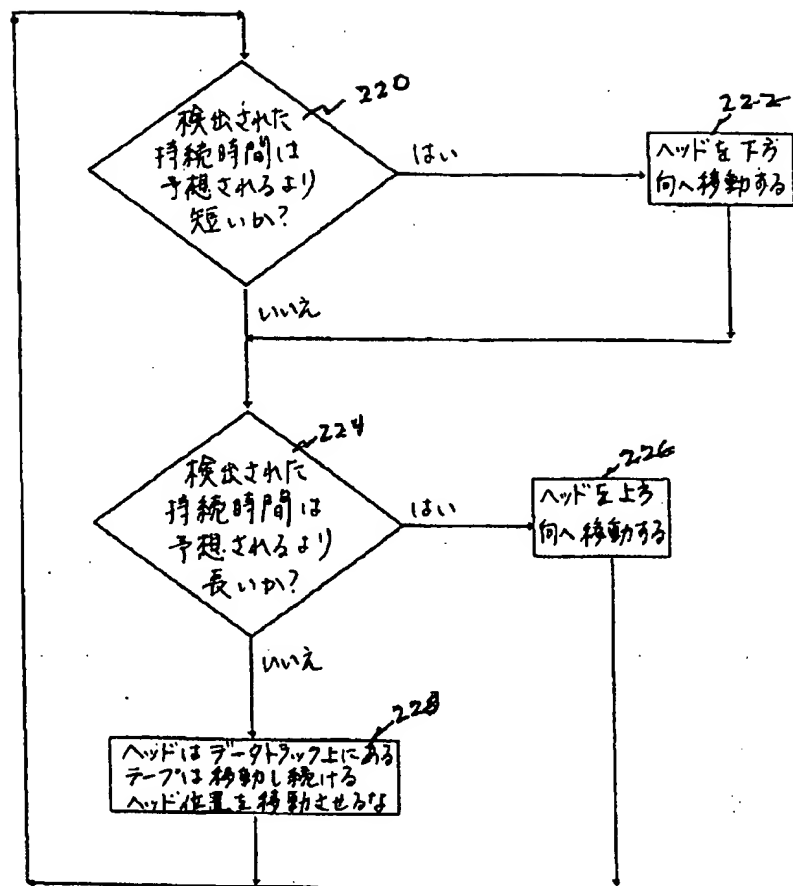 220
検出された
持続時間は
予想されるより
短いか?
はい
222
ヘッドを下方
向へ移動する
いいえ
224
検出された
持続時間は
予想されるより
長いか?
はい
226
ヘッドを上方
向へ移動する
いいえ
228
ヘッドはデータトラック上にある
テープは移動し続ける
ヘッド位置を移動させるな